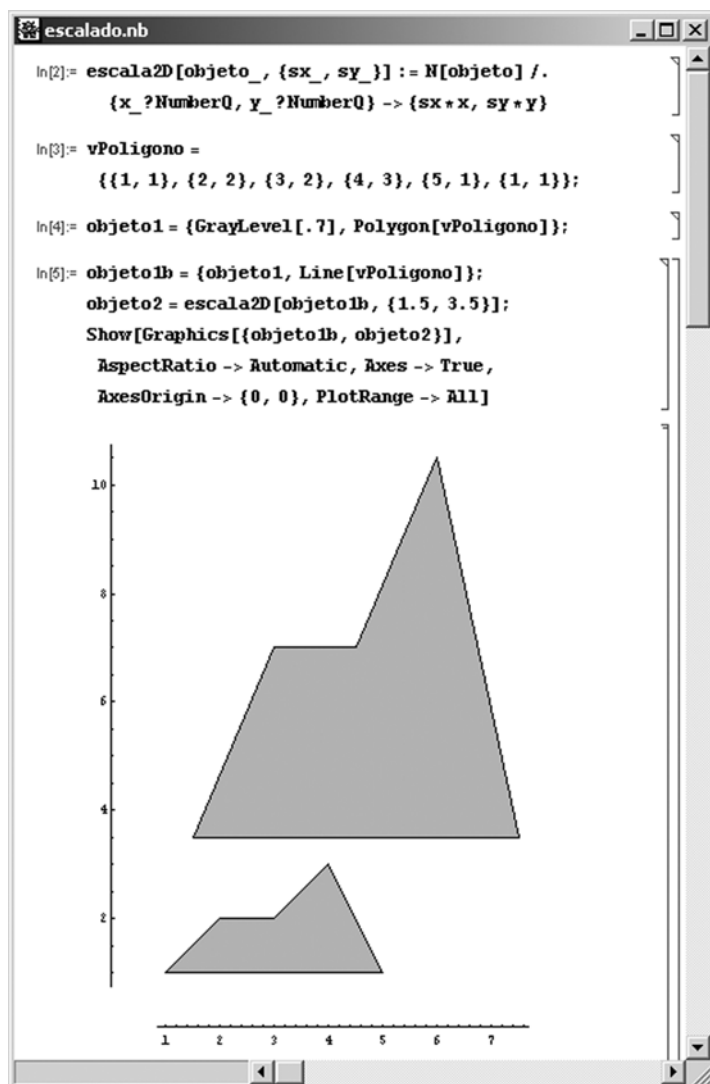 escalado.nb
In[2]:= escala2D[objeto_, {sx_, sy_}] := N[objeto] /.
{x_?NumberQ, y_?NumberQ} -> {sx*x, sy*y}
In[3]:= vPoligono =
{{1, 1}, {2, 2}, {3, 2}, {4, 3}, {5, 1}, {1, 1}};
In[4]:= objeto1 = {GrayLevel[.7], Polygon[vPoligono]};
In[5]:= objeto1b = {objeto1, Line[vPoligono]};
objeto2 = escala2D[objeto1b, {1.5, 3.5}];
Show[Graphics[{objeto1b, objeto2}],
AspectRatio -> Automatic, Axes -> True,
AxesOrigin -> {0, 0}, PlotRange -> All]
10
8
6
4
2
1 2 3 4 5 6 7